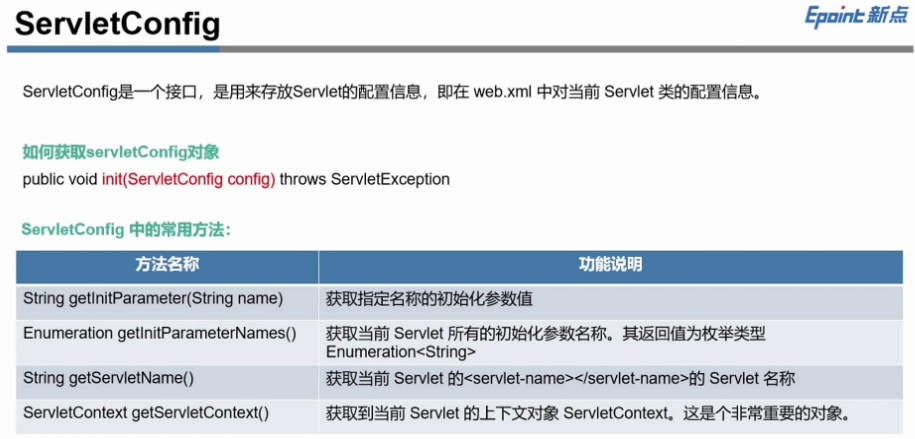 ServletConfig
Epoint 新点
ServletConfig是一个接口，是用来存放Servlet的配置信息，即在 web.xml 中对当前 Servlet 类的配置信息。
如何获取servletConfig对象
public void init(ServletConfig config) throws ServletException
ServletConfig 中的常用方法：
方法名称 功能说明
String getInitParameter(String name) 获取指定名称的初始化参数值
Enumeration getInitParameterNames() 获取当前 Servlet 所有的初始化参数名称。其返回值为枚举类型
Enumeration<String>
String getServletName() 获取当前 Servlet 的<servlet-name></servlet-name>的 Servlet 名称
ServletContext getServletContext() 获取到当前 Servlet 的上下文对象 ServletContext。这是个非常重要的对象。